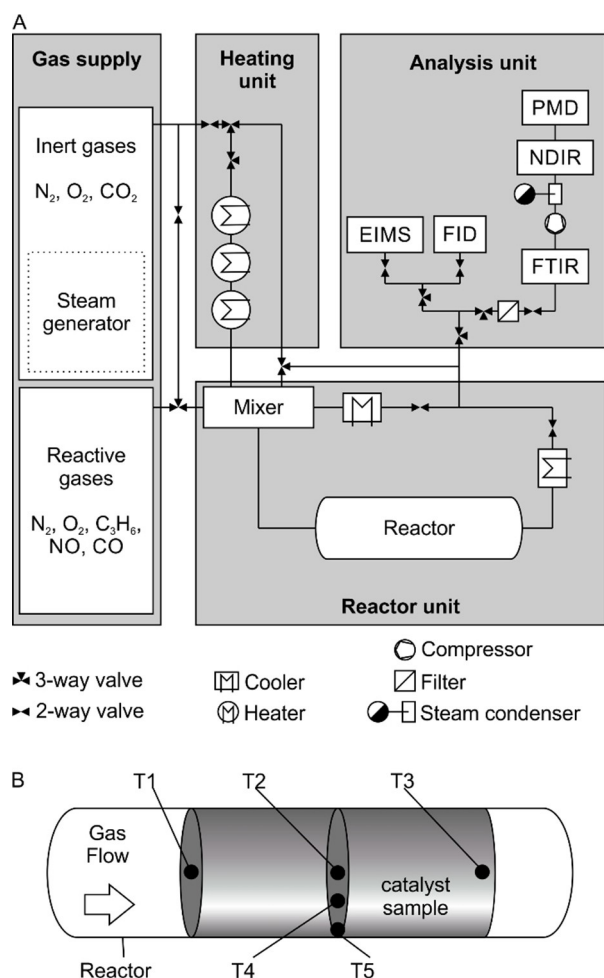 A
Gas supply
Heating
unit
Analysis unit
Inert gases
N₂, O₂, CO₂
Steam
generator
PMD
NDIR
EIMS
FID
FTIR
Mixer
Reactive
gases
N₂, O₂, C₃H₆,
NO, CO
Reactor
Reactor unit
3-way valve
2-way valve
Cooler
Heater
Compressor
Filter
Steam condenser
B
T1
T2
T3
Gas
Flow
catalyst
sample
T4
T5
Reactor